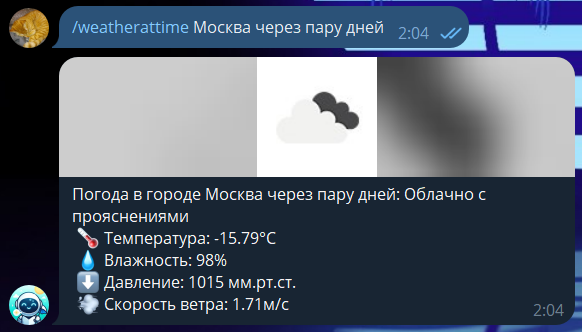 /weatherattime Москва через пару дней
2:04
Погода в городе Москва через пару дней: Облачно с
прояснениями
Температура: -15.79°C
Влажность: 98%
Давление: 1015 мм.рт.ст.
Скорость ветра: 1.71м/с
2:04